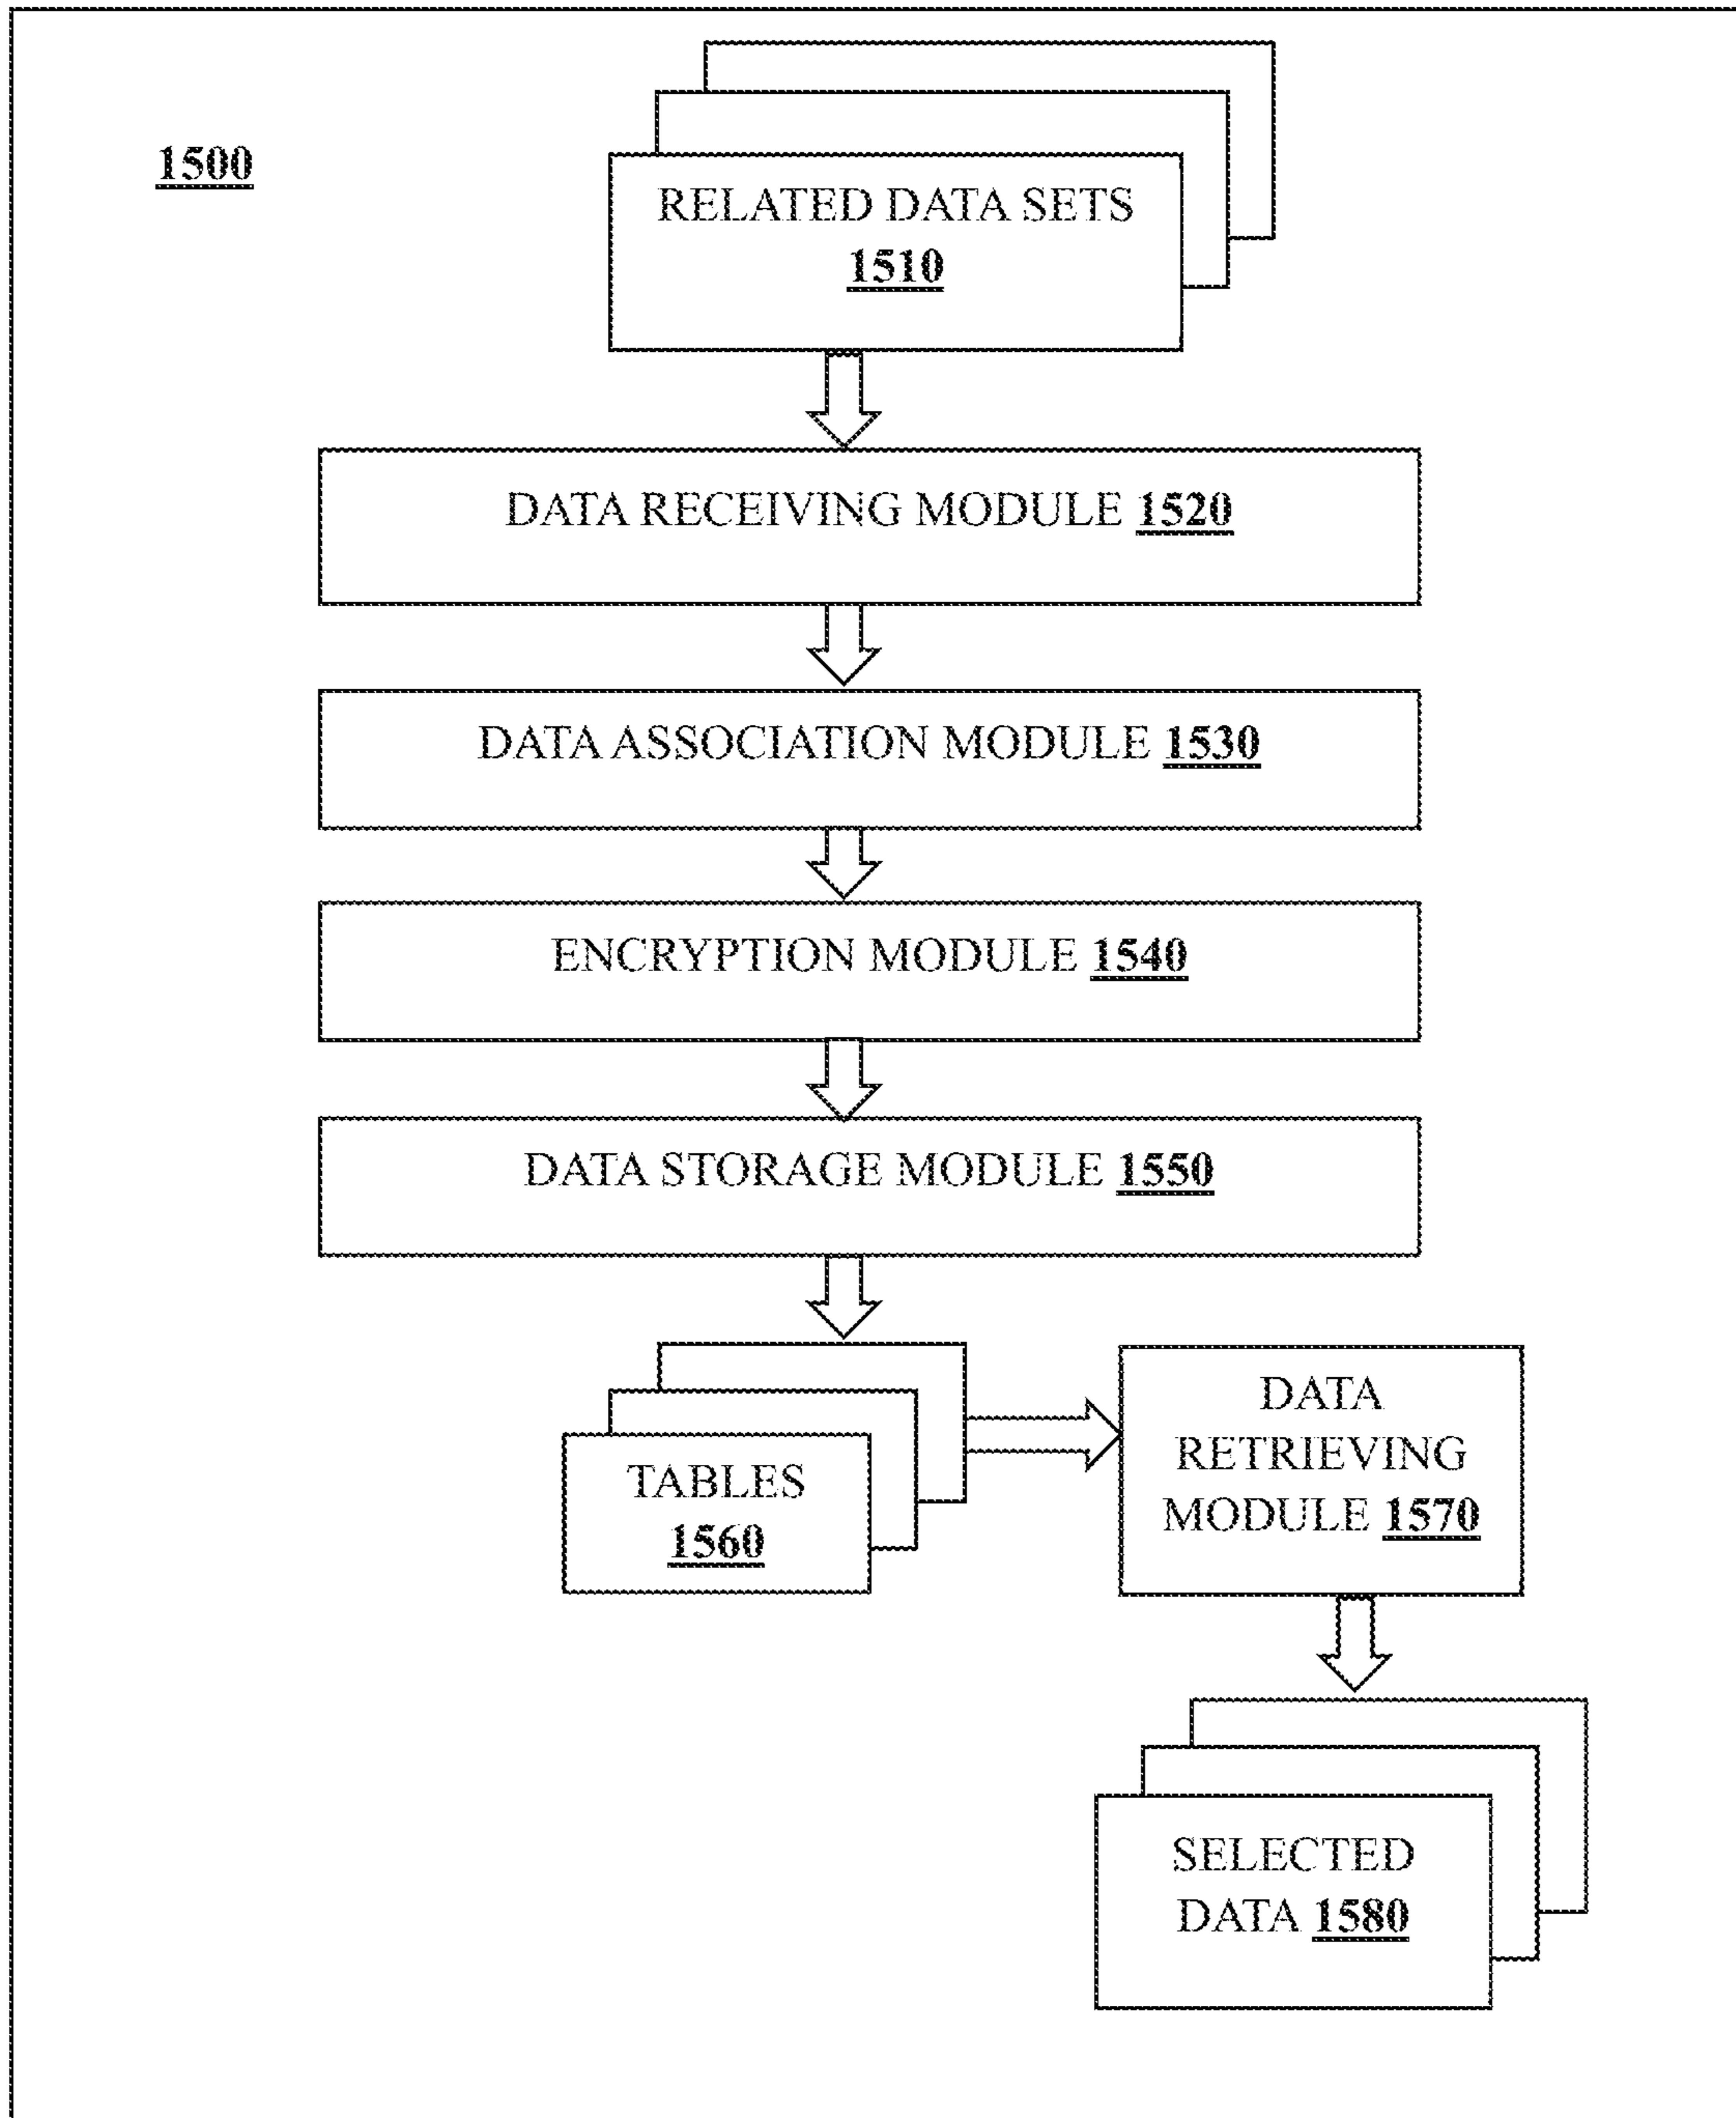 1500
RELATED DATA SETS
1510
DATA RECEIVING MODULE 1520
DATA ASSOCIATION MODULE 1530
ENCRYPTION MODULE 1540
DATA STORAGE MODULE 1550
TABLES
1560
DATA
RETRIEVING
MODULE 1570
SELECTED
DATA 1580